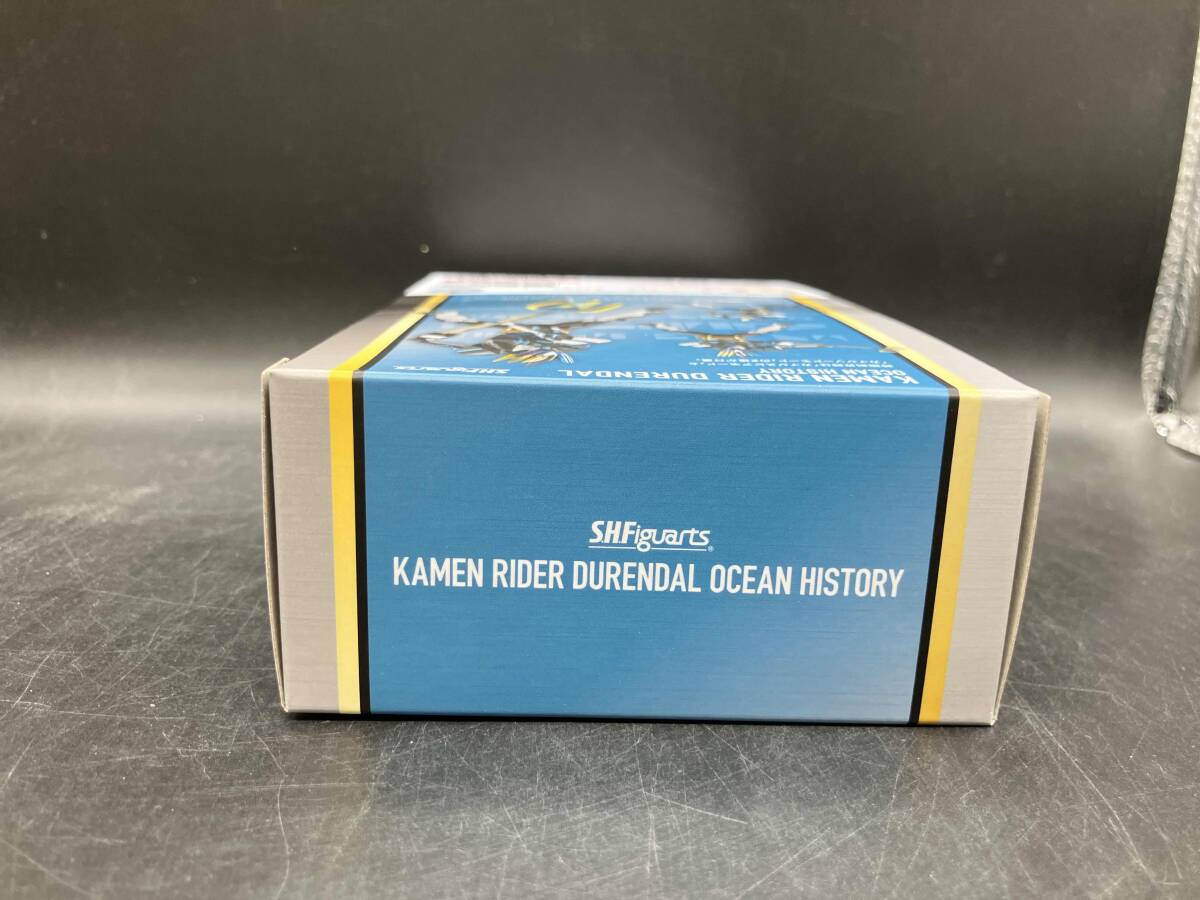 S.H.Figuarts
KAMEN RIDER DURENDAL OCEAN HISTORY
S.H.Figuarts
KAMEN RIDER DURENDAL
OCEAN HISTORY